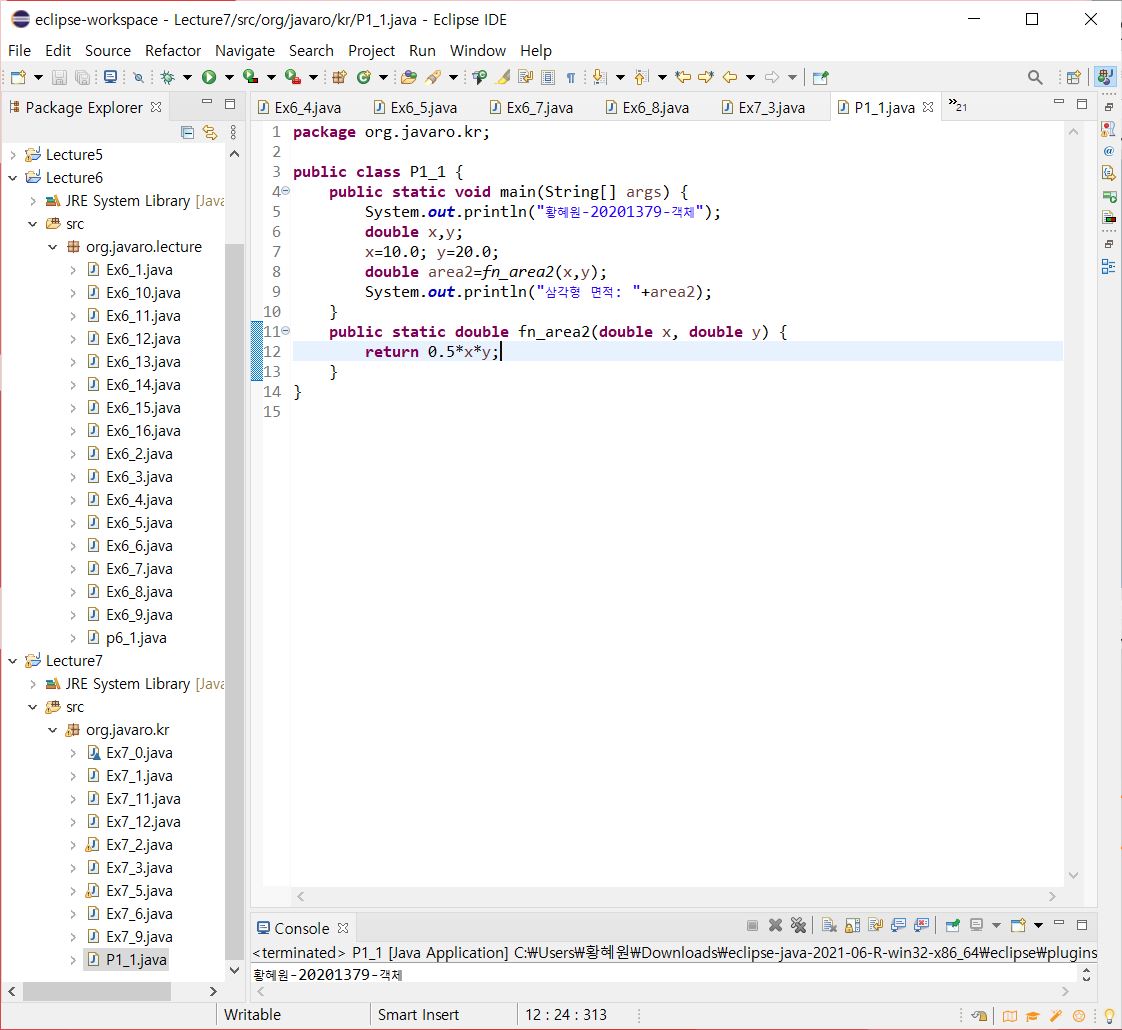 eclipse-workspace - Lecture7/src/org/javaro/kr/P1_1.java - Eclipse IDE
File Edit Source Refactor Navigate Search Project Run Window Help
Package Explorer
Lecture5
Lecture6
JRE System Library [Java
src
org.javaro.lecture
Ex6_1.java
Ex6_10.java
Ex6_11.java
Ex6_12.java
Ex6_13.java
Ex6_14.java
Ex6_15.java
Ex6_16.java
Ex6_2.java
Ex6_3.java
Ex6_4.java
Ex6_5.java
Ex6_6.java
Ex6_7.java
Ex6_8.java
Ex6_9.java
p6_1.java
Lecture7
JRE System Library [Java
src
org.javaro.kr
Ex7_0.java
Ex7_1.java
Ex7_11.java
Ex7_12.java
Ex7_2.java
Ex7_3.java
Ex7_5.java
Ex7_6.java
Ex7_9.java
P1_1.java
Ex6_4.java Ex6_5.java Ex6_7.java Ex6_8.java Ex7_3.java P1_1.java »21
1 package org.javaro.kr;
2
3 public class P1_1 {
4 public static void main(String[] args) {
5 System.out.println("황혜원-20201379-객체");
6 double x,y;
7 x=10.0; y=20.0;
8 double area2=fn_area2(x,y);
9 System.out.println("삼각형 면적: "+area2);
10 }
11 public static double fn_area2(double x, double y) {
12 return 0.5*x*y;
13 }
14 }
15
Console
<terminated> P1_1 [Java Application] C:₩Users₩황혜원₩Downloads₩eclipse-java-2021-06-R-win32-x86_64₩eclipse₩plugins
황혜원-20201379-객체
Writable Smart Insert 12 : 24 : 313